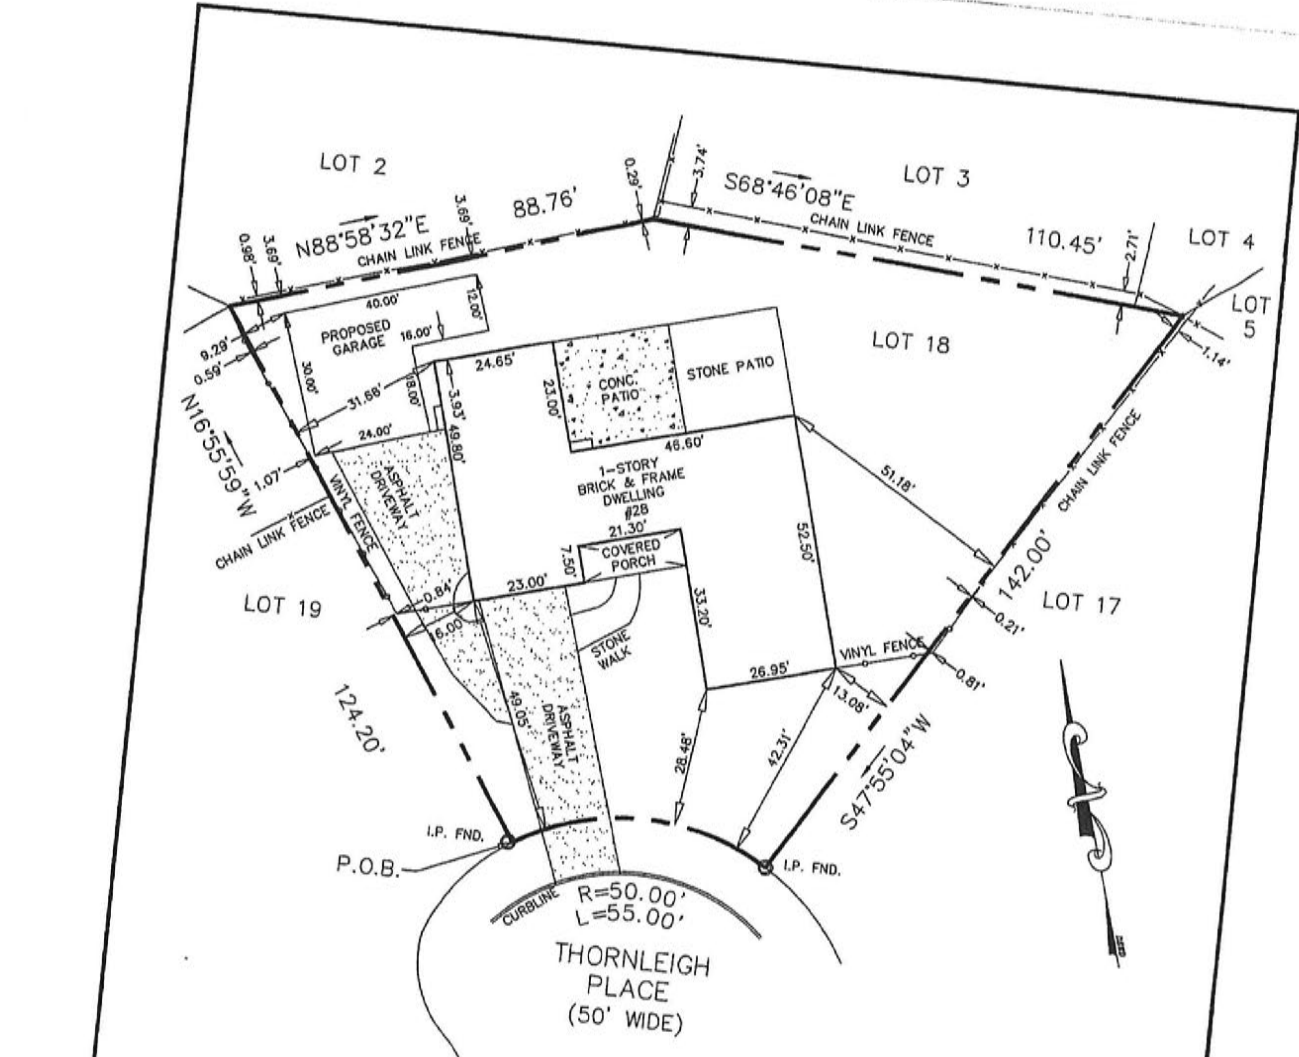 LOT 2
LOT 3
LOT 4
LOT
5
0.29'
3.74'
S68°46'08"E
CHAIN LINK FENCE
110.45'
2.71'
N88°58'32"E
CHAIN LINK FENCE
88.76'
3.69'
0.98'
3.69'
40.00'
12.00'
PROPOSED
GARAGE
16.00'
24.65'
LOT 18
1.14'
9.29'
0.59'
30.00'
31.68'
18.00'
3.93'
49.80'
23.00'
CONC.
PATIO
STONE PATIO
46.60'
24.00'
N16°55'59"W
1.07'
ASPHALT
DRIVEWAY
VINYL FENCE
CHAIN LINK FENCE
1-STORY
BRICK & FRAME
DWELLING
#28
21.30'
COVERED
PORCH
7.50'
52.50'
51.18'
CHAIN LINK FENCE
142.00'
LOT 19
0.84'
6.00'
23.00'
STONE
WALK
33.20'
26.95'
VINYL FENCE
0.21'
0.81'
LOT 17
13.08'
124.20'
49.05'
ASPHALT
DRIVEWAY
28.48'
42.31'
S47°55'04"W
I.P. FND.
I.P. FND.
P.O.B.
CURBLINE
R=50.00'
L=55.00'
THORNLEIGH
PLACE
(50' WIDE)